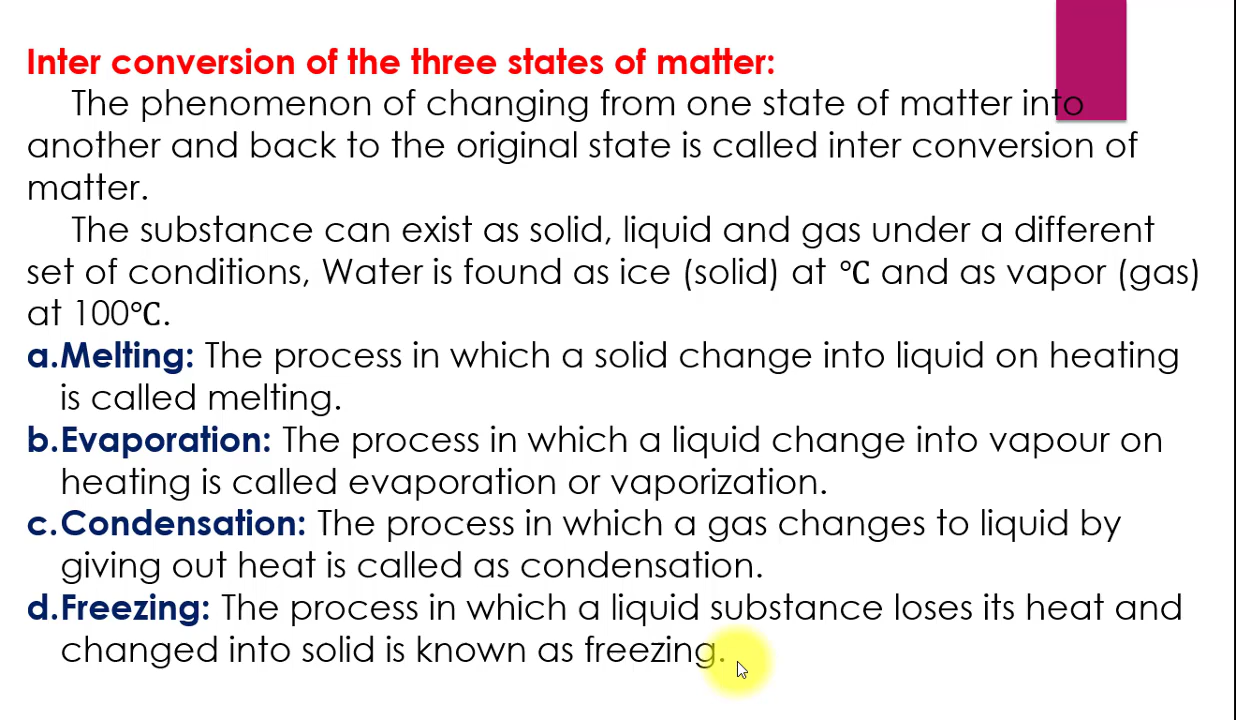 Inter conversion of the three states of matter:
The phenomenon of changing from one state of matter into
another and back to the original state is called inter conversion of
matter.
The substance can exist as solid, liquid and gas under a different
set of conditions, Water is found as ice (solid) at °C and as vapor (gas)
at 100°C.
a.Melting: The process in which a solid change into liquid on heating
is called melting.
b.Evaporation: The process in which a liquid change into vapour on
heating is called evaporation or vaporization.
c.Condensation: The process in which a gas changes to liquid by
giving out heat is called as condensation.
d.Freezing: The process in which a liquid substance loses its heat and
changed into solid is known as freezing.